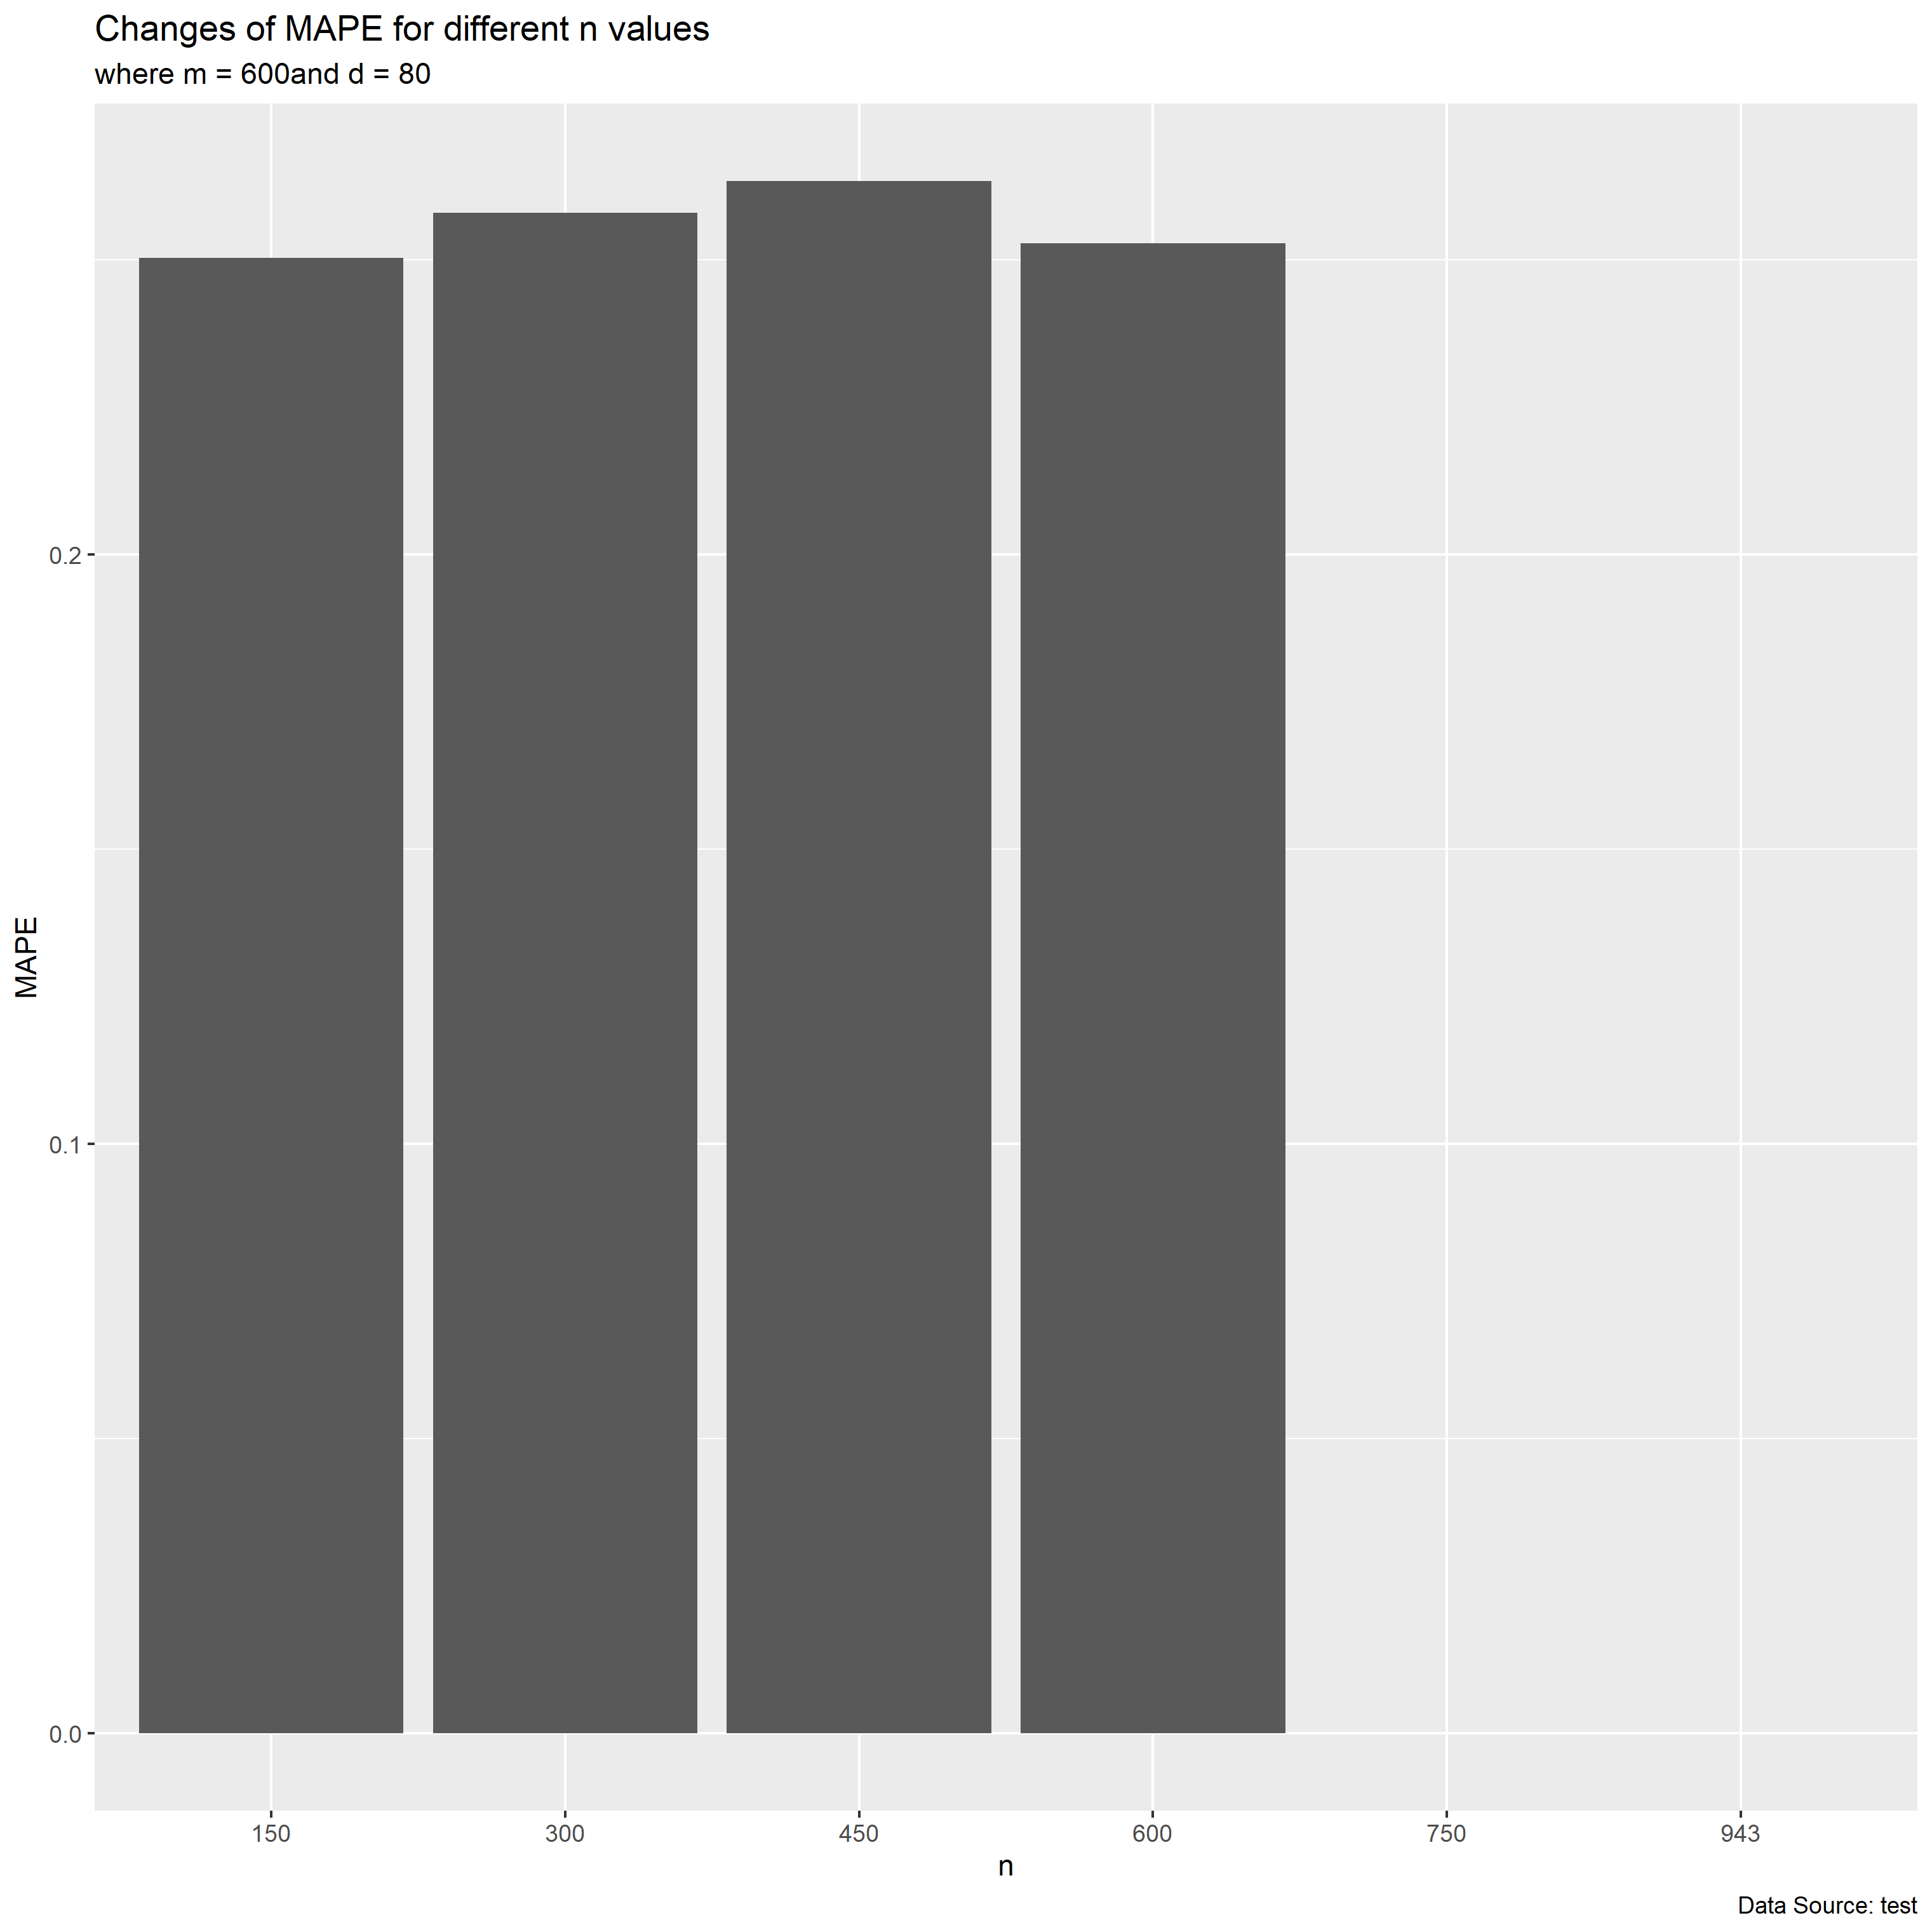 Changes of MAPE for different n values
where m = 600and d = 80
MAPE
0.2
0.1
0.0
150 300 450 600 750 943
n
Data Source: test